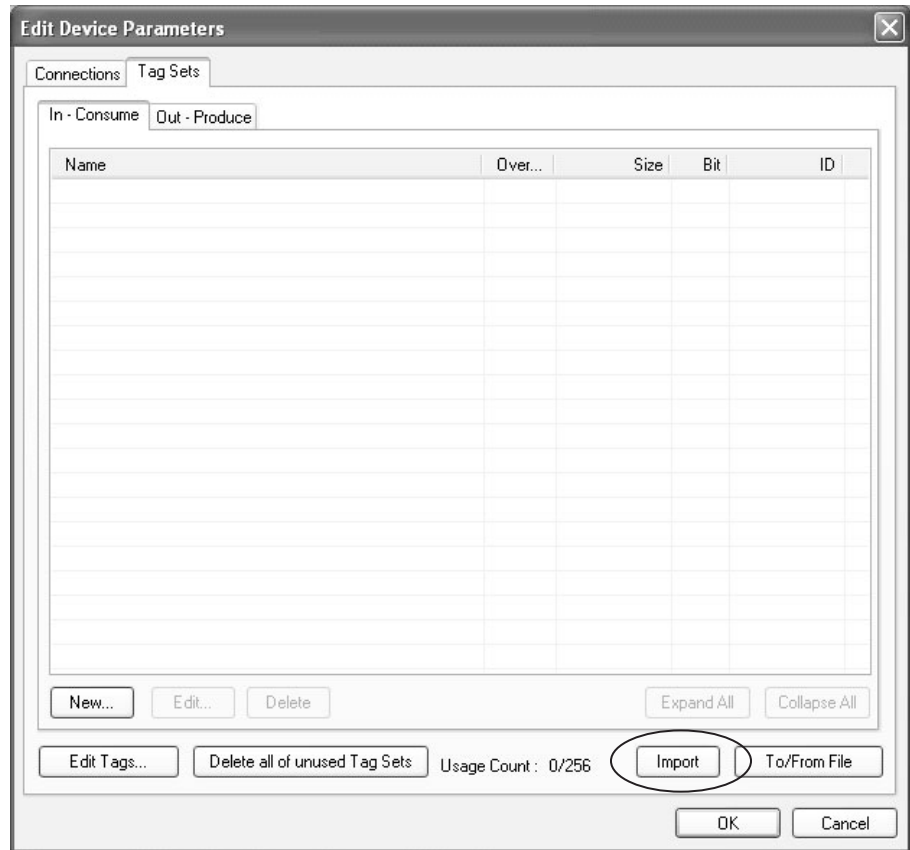 Edit Device Parameters
Connections Tag Sets
In - Consume Out - Produce
Name Over... Size Bit ID
New... Edit... Delete Expand All Collapse All
Edit Tags... Delete all of unused Tag Sets Usage Count : 0/256 Import To/From File
OK Cancel